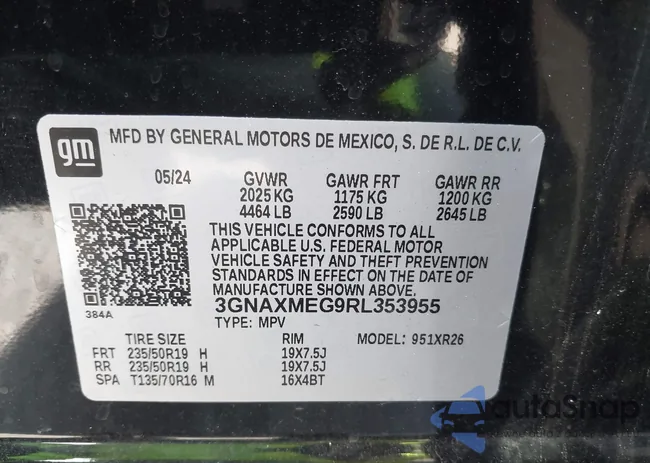 gm MFD BY GENERAL MOTORS DE MEXICO, S. DE R.L. DE C.V.
05/24 GVWR GAWR FRT GAWR RR
2025 KG 1175 KG 1200 KG
4464 LB 2590 LB 2645 LB
THIS VEHICLE CONFORMS TO ALL
APPLICABLE U.S. FEDERAL MOTOR
VEHICLE SAFETY AND THEFT PREVENTION
STANDARDS IN EFFECT ON THE DATE OF
MANUFACTURE SHOWN ABOVE.
384A 3GNAXMEG9RL353955
TYPE: MPV
TIRE SIZE RIM MODEL: 951XR26
FRT 235/50R19 H 19X7.5J
RR 235/50R19 H 19X7.5J
SPA T135/70R16 M 16X4BT
autoSnap